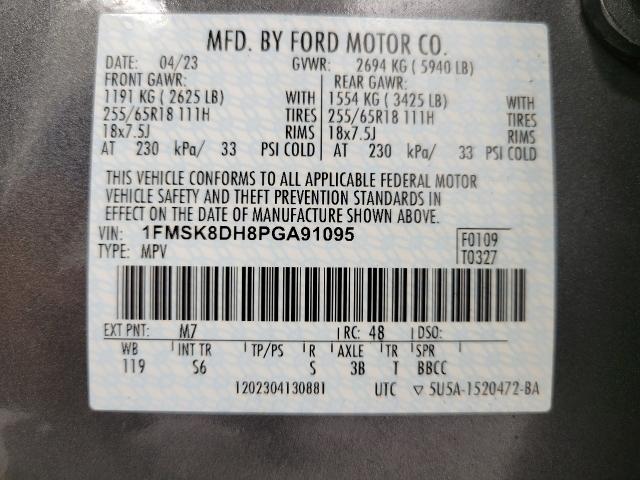 MFD. BY FORD MOTOR CO.
DATE: 04/23 GVWR: 2694 KG ( 5940 LB)
FRONT GAWR: REAR GAWR:
1191 KG ( 2625 LB) WITH 1554 KG ( 3425 LB) WITH
255/65R18 111H TIRES 255/65R18 111H TIRES
18x7.5J RIMS 18x7.5J RIMS
AT 230 kPa/ 33 PSI COLD AT 230 kPa/ 33 PSI COLD
THIS VEHICLE CONFORMS TO ALL APPLICABLE FEDERAL MOTOR
VEHICLE SAFETY AND THEFT PREVENTION STANDARDS IN
EFFECT ON THE DATE OF MANUFACTURE SHOWN ABOVE.
VIN: 1FMSK8DH8PGA91095 F0109
TYPE: MPV T0327
EXT PNT: M7 RC: 48 DSO:
WB INT TR TP/PS R AXLE TR SPR
119 S6 S 3B T BBCC
1202304130881 UTC ▽ 5U5A-1520472-BA